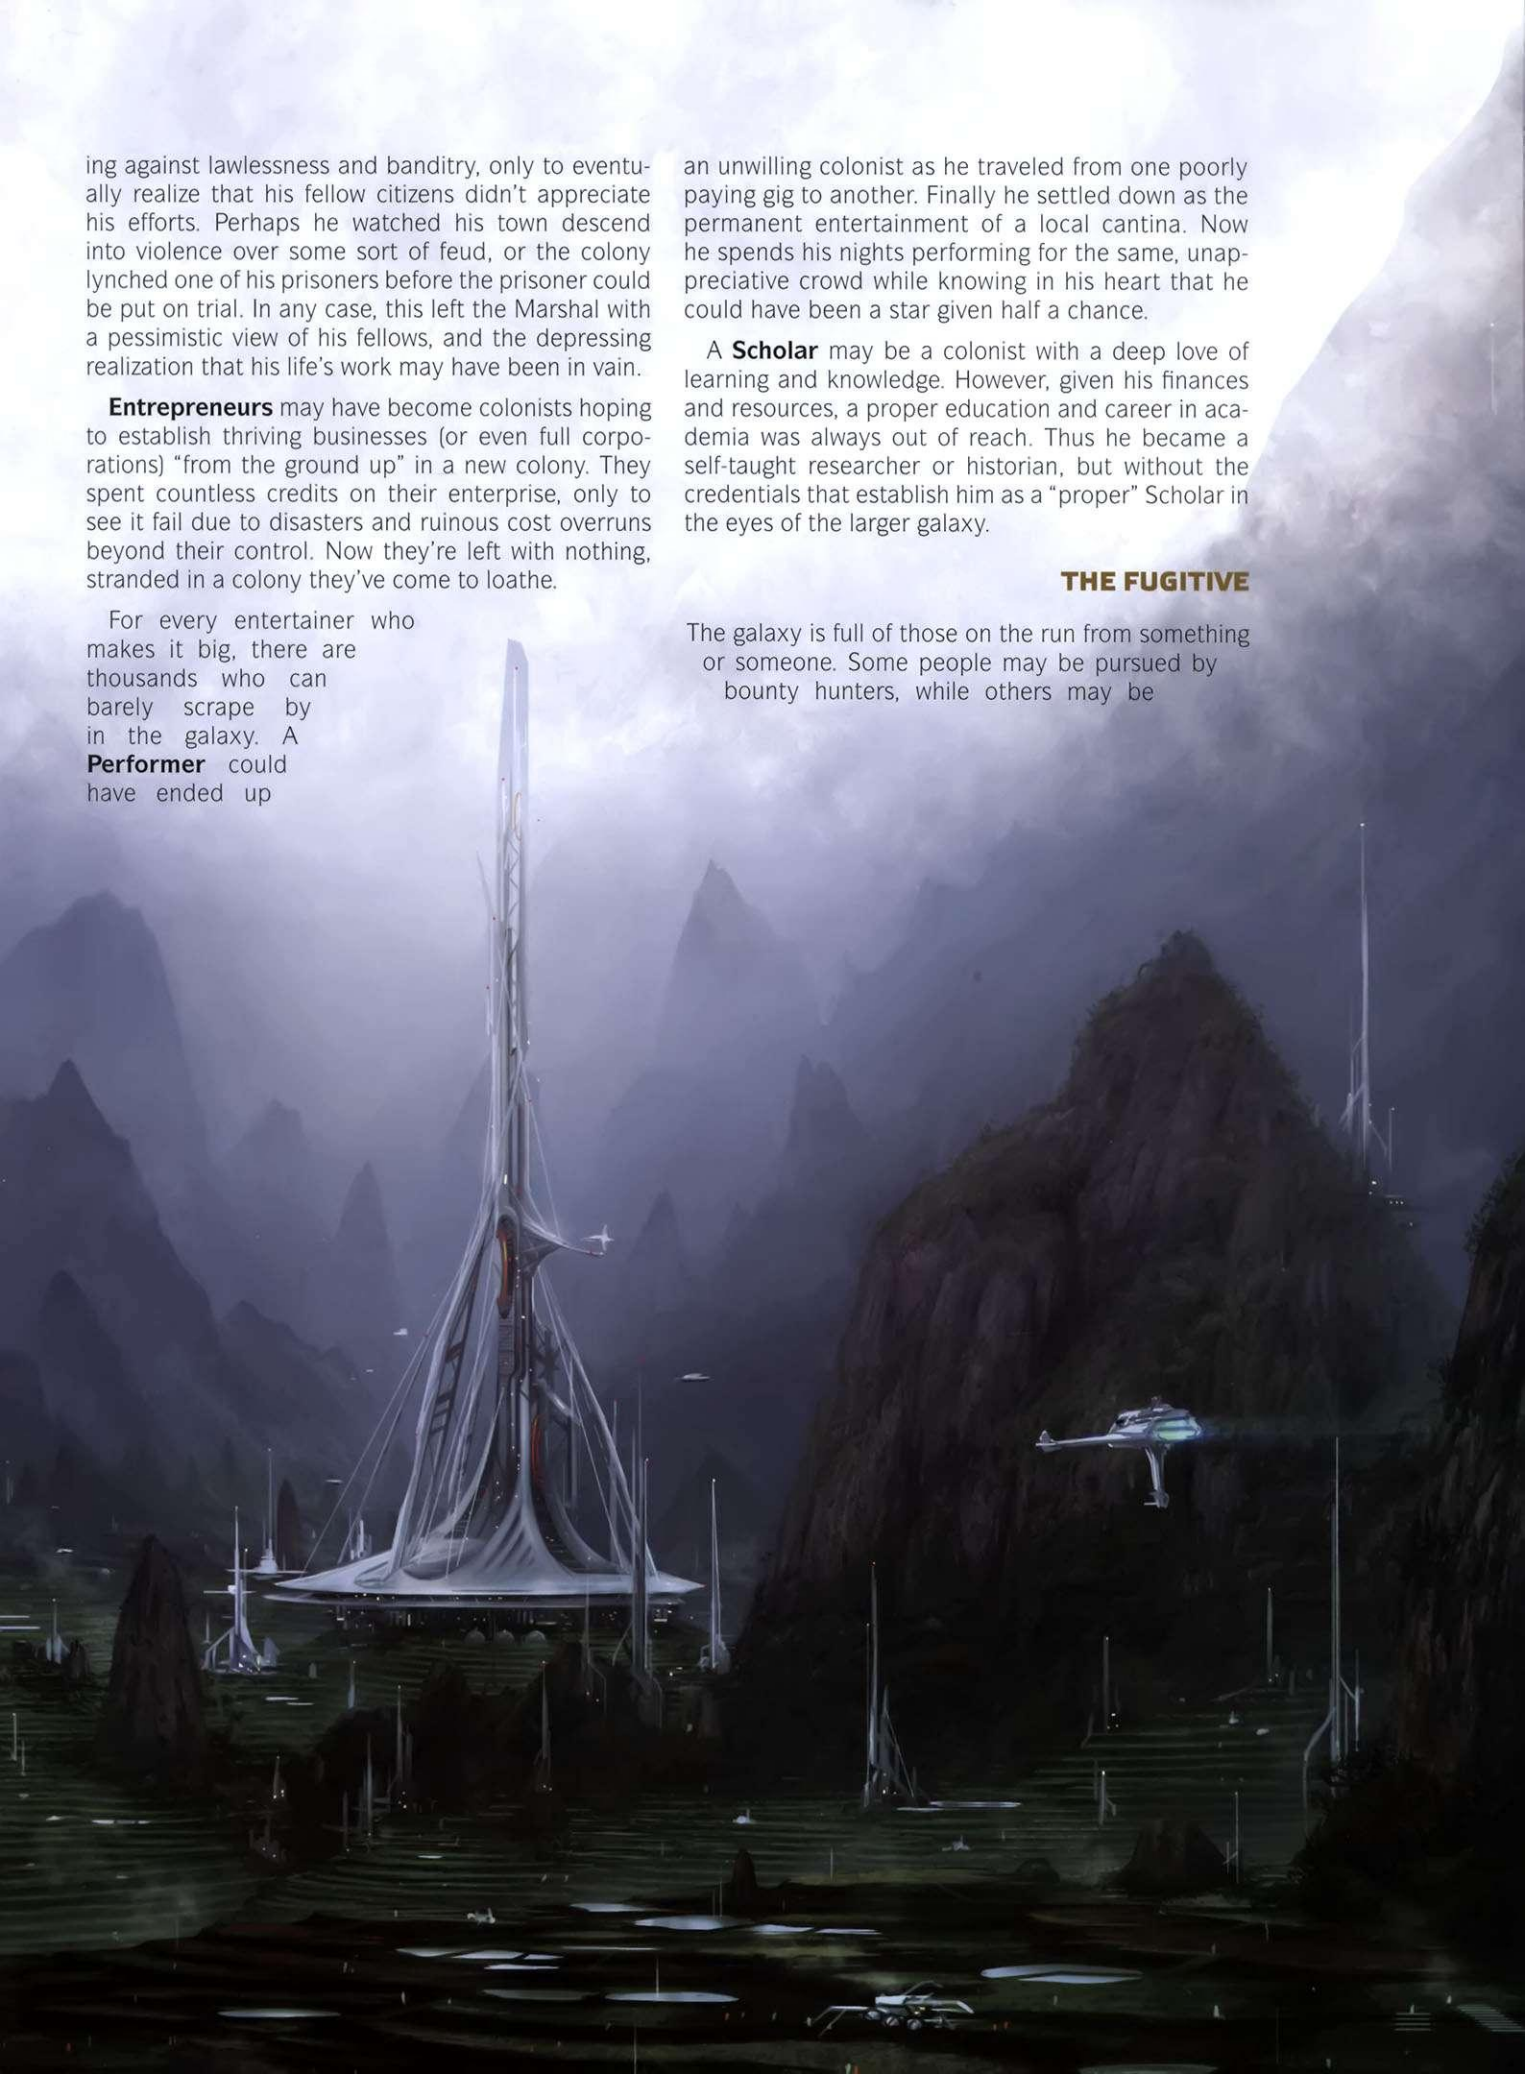 ing against lawlessness and banditry, only to eventu-
ally realize that his fellow citizens didn't appreciate
his efforts. Perhaps he watched his town descend
into violence over some sort of feud, or the colony
lynched one of his prisoners before the prisoner could
be put on trial. In any case, this left the Marshal with
a pessimistic view of his fellows, and the depressing
realization that his life's work may have been in vain.
Entrepreneurs may have become colonists hoping
to establish thriving businesses (or even full corpo-
rations) “from the ground up” in a new colony. They
spent countless credits on their enterprise, only to
see it fail due to disasters and ruinous cost overruns
beyond their control. Now they're left with nothing,
stranded in a colony they've come to loathe.
For every entertainer who
makes it big, there are
thousands who can
barely scrape by
in the galaxy. A
Performer could
have ended up
an unwilling colonist as he traveled from one poorly
paying gig to another. Finally he settled down as the
permanent entertainment of a local cantina. Now
he spends his nights performing for the same, unap-
preciative crowd while knowing in his heart that he
could have been a star given half a chance.
A Scholar may be a colonist with a deep love of
learning and knowledge. However, given his finances
and resources, a proper education and career in aca-
demia was always out of reach. Thus he became a
self-taught researcher or historian, but without the
credentials that establish him as a “proper” Scholar in
the eyes of the larger galaxy.
THE FUGITIVE
The galaxy is full of those on the run from something
or someone. Some people may be pursued by
bounty hunters, while others may be